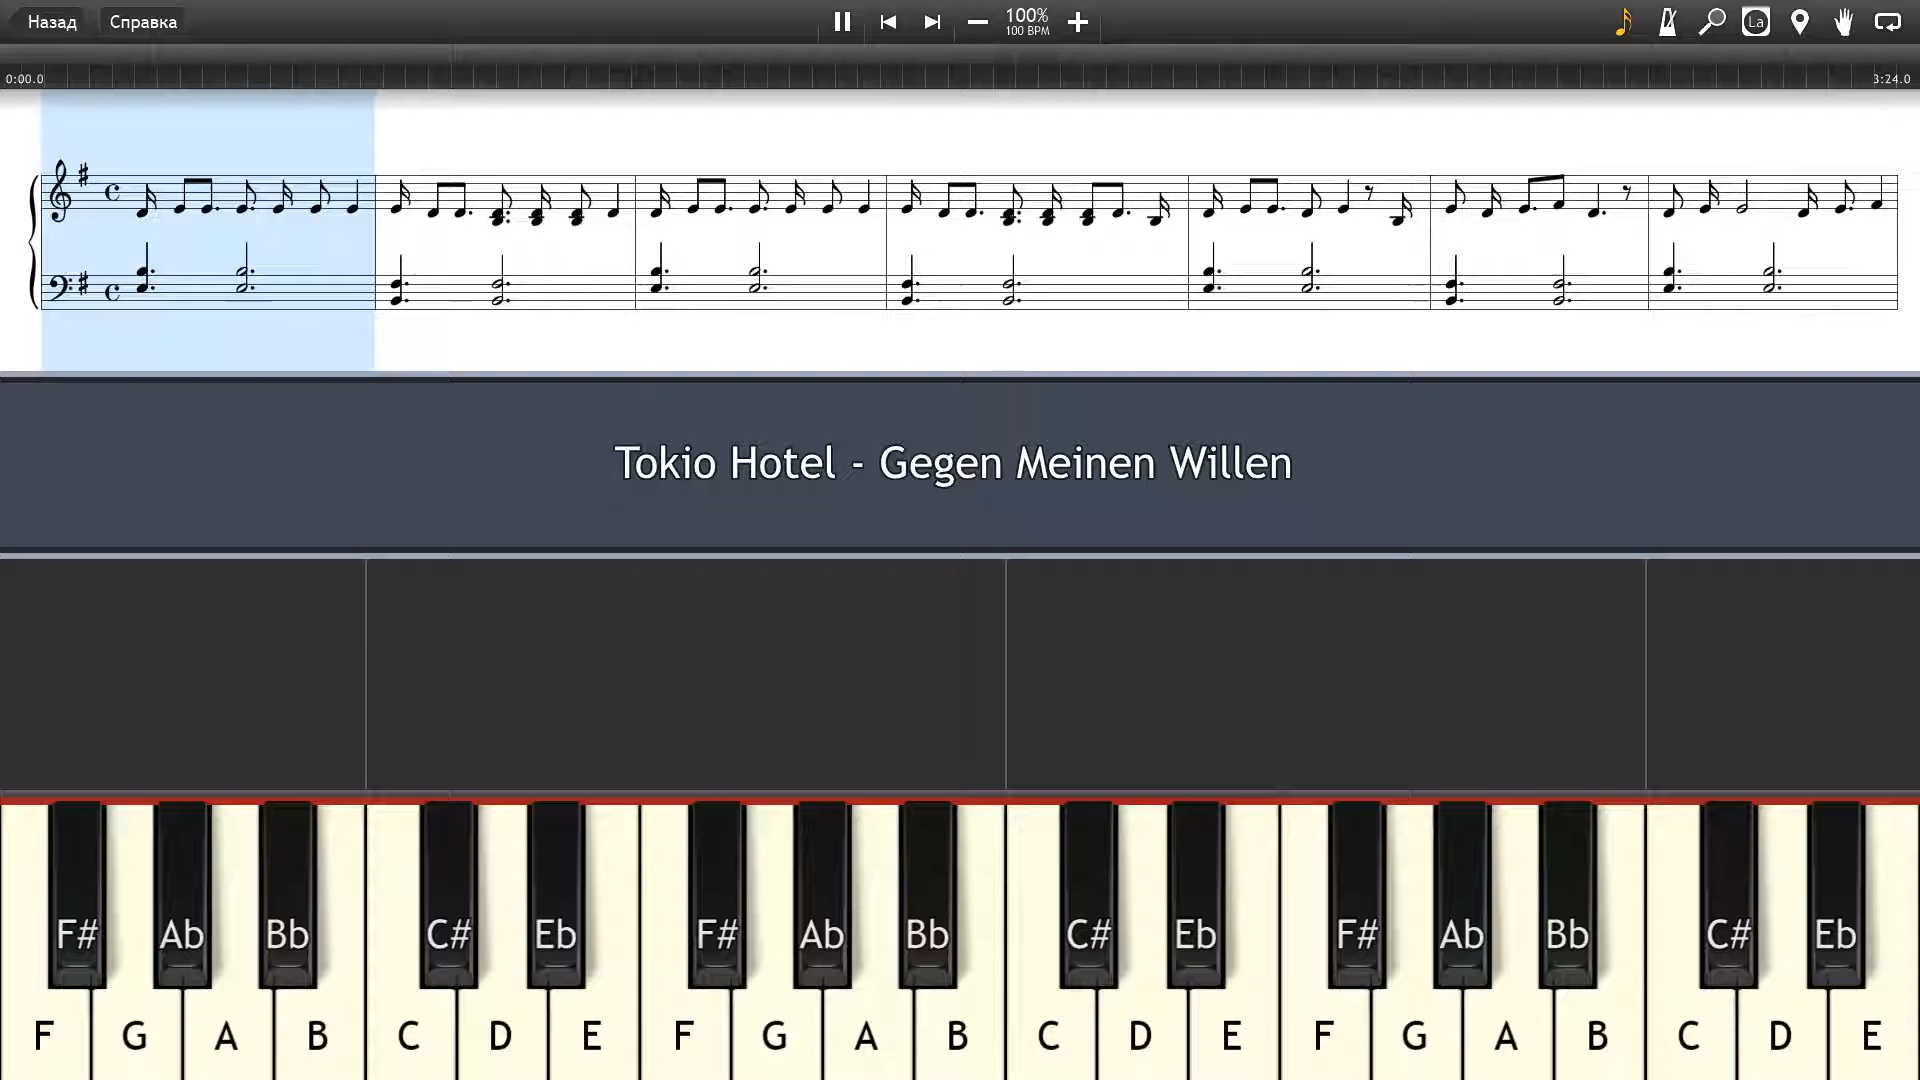 Назад Справка 100% La
100 BPM
0:00.0 3:24.0
Tokio Hotel - Gegen Meinen Willen
F# Ab Bb C# Eb F# Ab Bb C# Eb F# Ab Bb C# Eb
F G A B C D E F G A B C D E F G A B C D E